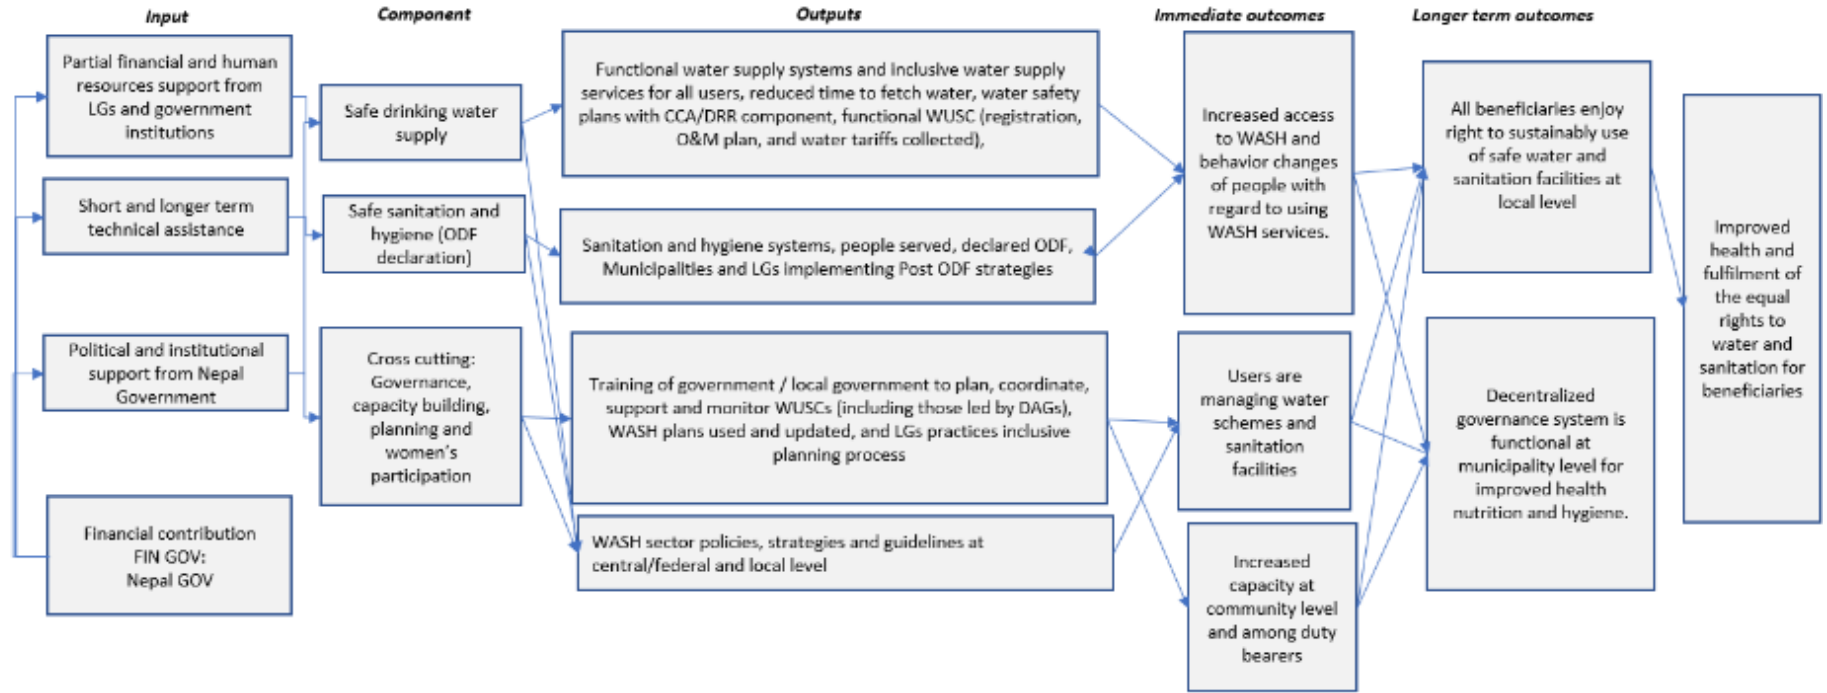 Input
Component
Outputs
Immediate outcomes
Longer term outcomes
Partial financial and human
resources support from
LGs and government
institutions
Short and longer term
technical assistance
Political and institutional
support from Nepal
Government
Financial contribution
FIN GOV:
Nepal GOV
Safe drinking water
supply
Safe sanitation and
hygiene (ODF
declaration)
Cross cutting:
Governance,
capacity building,
planning and
women's
participation
Functional water supply systems and inclusive water supply
services for all users, reduced time to fetch water, water safety
plans with CCA/DRR component, functional WUSC (registration,
O&M plan, and water tariffs collected),
Sanitation and hygiene systems, people served, declared ODF,
Municipalities and LGs implementing Post ODF strategies
Training of government / local government to plan, coordinate,
support and monitor WUSCs (including those led by DAGs),
WASH plans used and updated, and LGs practices inclusive
planning process
WASH sector policies, strategies and guidelines at
central/federal and local level
Increased access
to WASH and
behavior changes
of people with
regard to using
WASH services.
Users are
managing water
schemes and
sanitation
facilities
Increased
capacity at
community level
and among duty
bearers
All beneficiaries enjoy
right to sustainably use
of safe water and
sanitation facilities at
local level
Decentralized
governance system is
functional at
municipality level for
improved health
nutrition and hygiene.
Improved
health and
fulfilment of
the equal
rights to
water and
sanitation for
beneficiaries